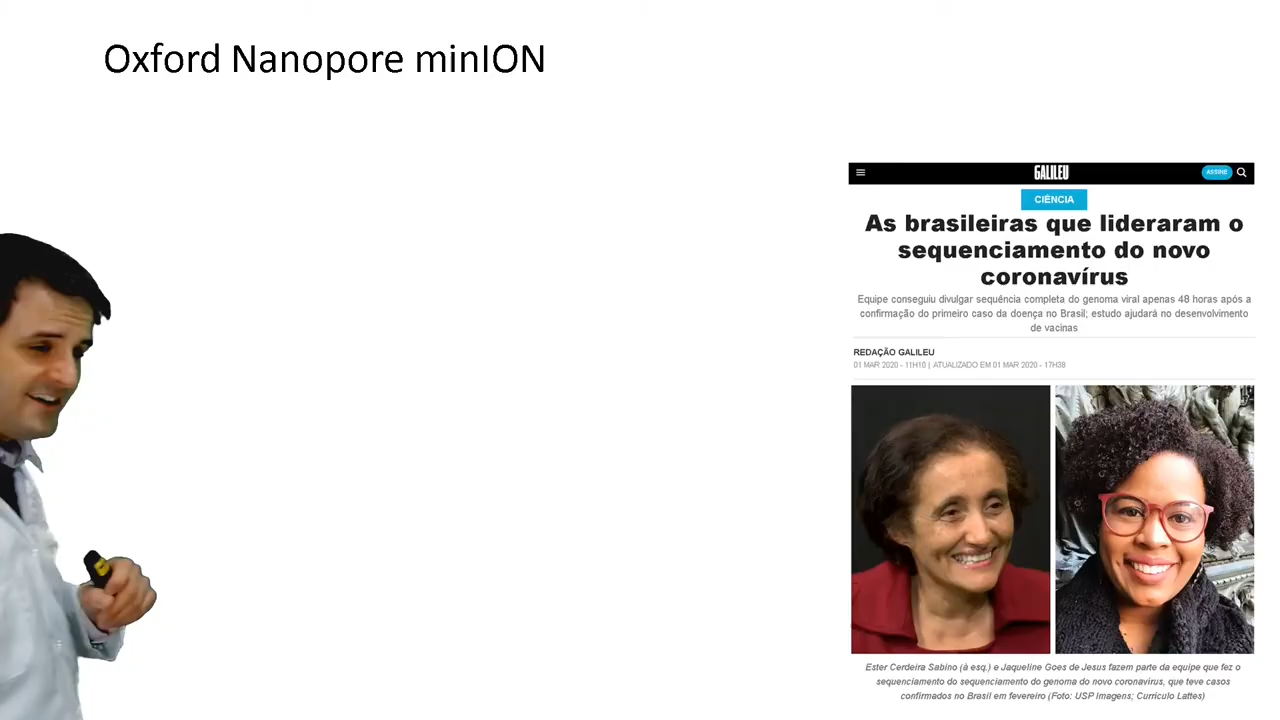 Oxford Nanopore minION
GALILEU
ASSINE
CIÊNCIA
As brasileiras que lideraram o
sequenciamento do novo
coronavírus
Equipe conseguiu divulgar sequência completa do genoma viral apenas 48 horas após a
confirmação do primeiro caso da doença no Brasil; estudo ajudará no desenvolvimento
de vacinas
REDAÇÃO GALILEU
01 MAR 2020 - 11H10 | ATUALIZADO EM 01 MAR 2020 - 17H38
Ester Cerdeira Sabino (à esq.) e Jaqueline Goes de Jesus fazem parte da equipe que fez o
sequenciamento do sequenciamento do genoma do novo coronavírus, que teve casos
confirmados no Brasil em fevereiro (Foto: USP Imagens; Curriculo Lattes)